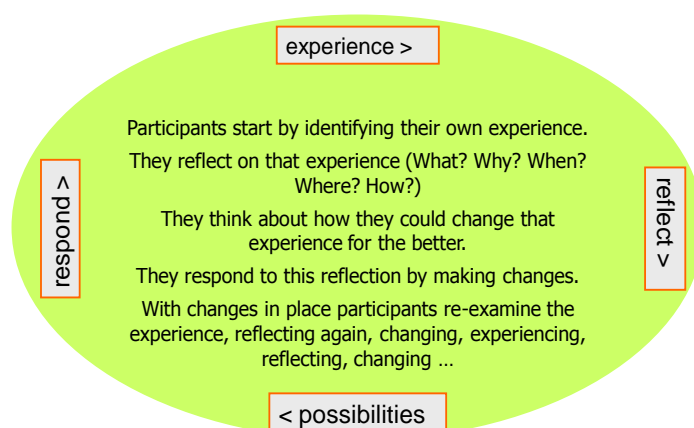 experience >
Participants start by identifying their own experience.
They reflect on that experience (What? Why? When?
Where? How?)
They think about how they could change that
experience for the better.
They respond to this reflection by making changes.
With changes in place participants re-examine the
experience, reflecting again, changing, experiencing,
reflecting, changing …
respond >
reflect >
< possibilities